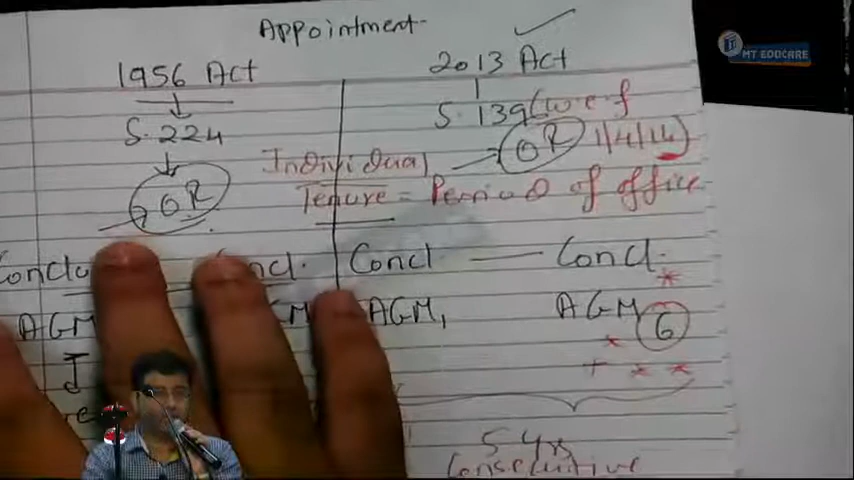 Appointment
1956 Act
2013 Act
S. 224
S. 139 (w e f
1/4/14)
OR
OR
Individual
Tenure = Period of office
Concl. Concl — Concl.
AGM AGM, AGM
6
5 yrs
Consecutive
MT EDUCARE